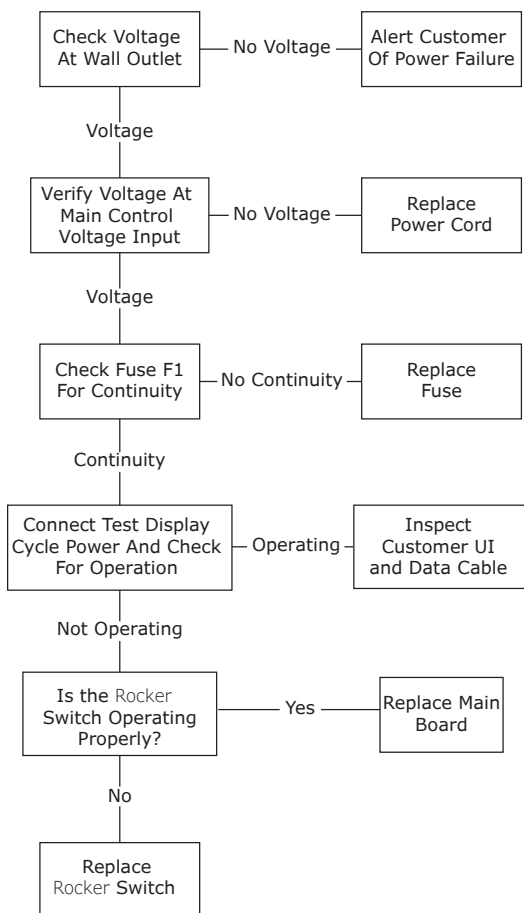 Check Voltage
At Wall Outlet
No Voltage
Alert Customer
Of Power Failure
Voltage
Verify Voltage At
Main Control
Voltage Input
No Voltage
Replace
Power Cord
Voltage
Check Fuse F1
For Continuity
No Continuity
Replace
Fuse
Continuity
Connect Test Display
Cycle Power And Check
For Operation
Operating
Inspect
Customer UI
and Data Cable
Not Operating
Is the Rocker
Switch Operating
Properly?
Yes
Replace Main
Board
No
Replace
Rocker Switch